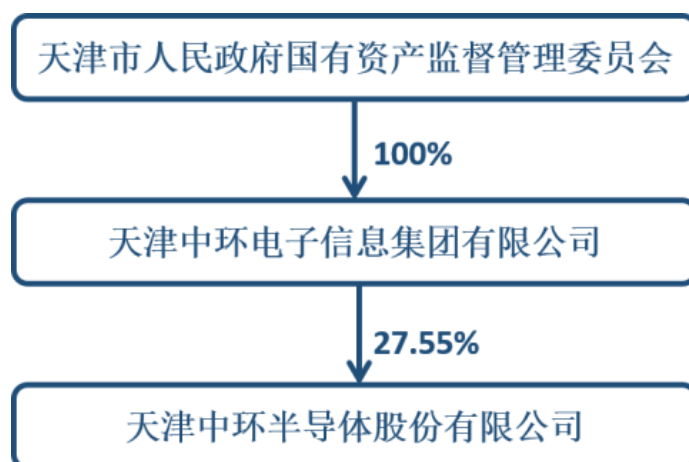 天津市人民政府国有资产监督管理委员会
100%
天津中环电子信息集团有限公司
27.55%
天津中环半导体股份有限公司